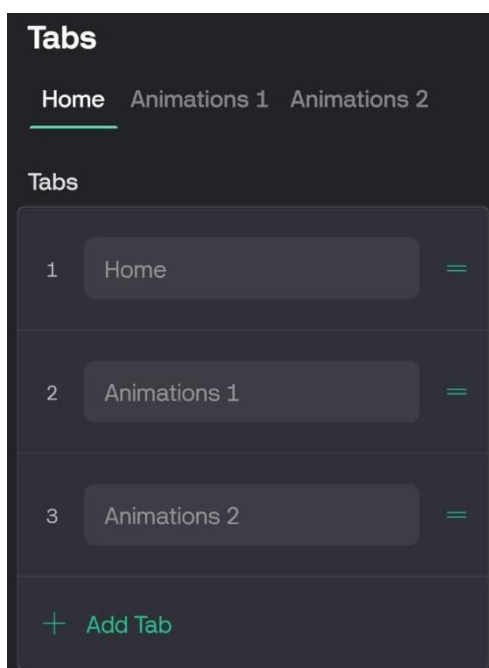 Tabs
Home Animations 1 Animations 2
Tabs
1 Home
2 Animations 1
3 Animations 2
+ Add Tab